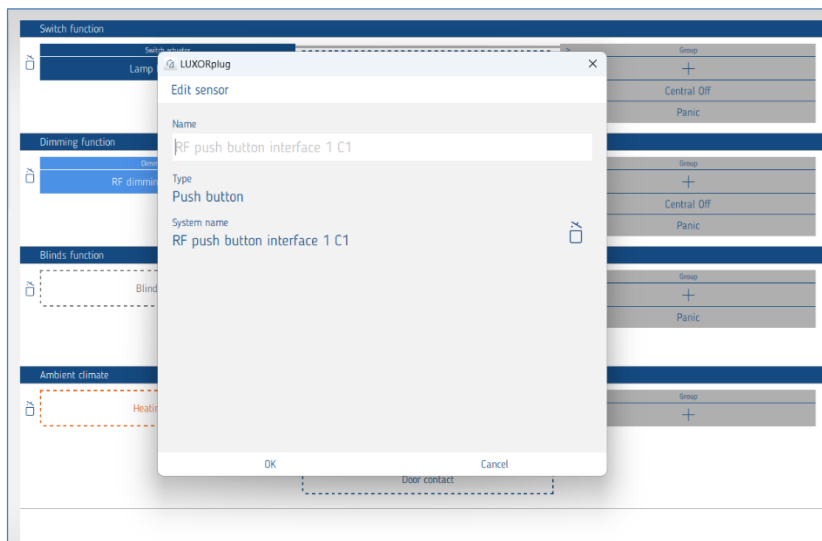 Switch function
Switch actuator
Lamp
Group
Central Off
Panic
LUXORplug
Edit sensor
Name
RF push button interface 1 C1
Type
Push button
System name
RF push button interface 1 C1
OK
Cancel
Dimming function
RF dimmin
Group
Central Off
Panic
Blinds function
Blind
Group
Panic
Ambient climate
Heatin
Group
Door contact